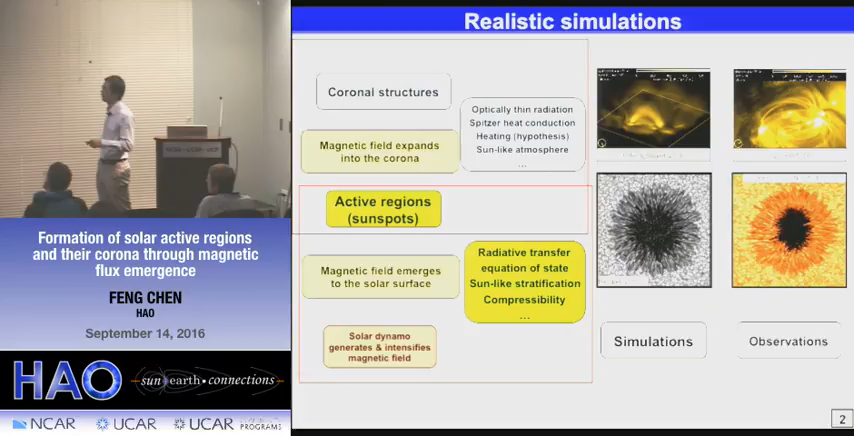 Realistic simulations
Coronal structures
Optically thin radiation
Spitzer heat conduction
Heating (hypothesis)
Sun-like atmosphere
...
Magnetic field expands
into the corona
Active regions
(sunspots)
Radiative transfer
equation of state
Sun-like stratification
Compressibility
...
Magnetic field emerges
to the solar surface
Solar dynamo
generates & intensifies
magnetic field
Simulations
Observations
2
Formation of solar active regions
and their corona through magnetic
flux emergence
FENG CHEN
HAO
September 14, 2016
HAO
sun earth connections
NCAR
UCAR
UCAR
PROGRAMS